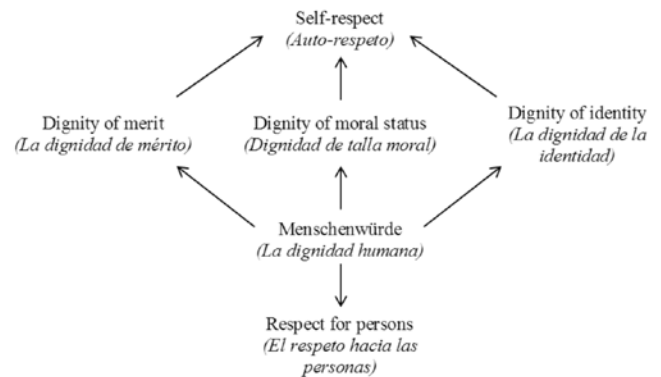 Self-respect
(Auto-respeto)
Dignity of merit
(La dignidad de mérito)
Dignity of moral status
(Dignidad de talla moral)
Dignity of identity
(La dignidad de la
identidad)
Menschenwürde
(La dignidad humana)
Respect for persons
(El respeto hacia las
personas)